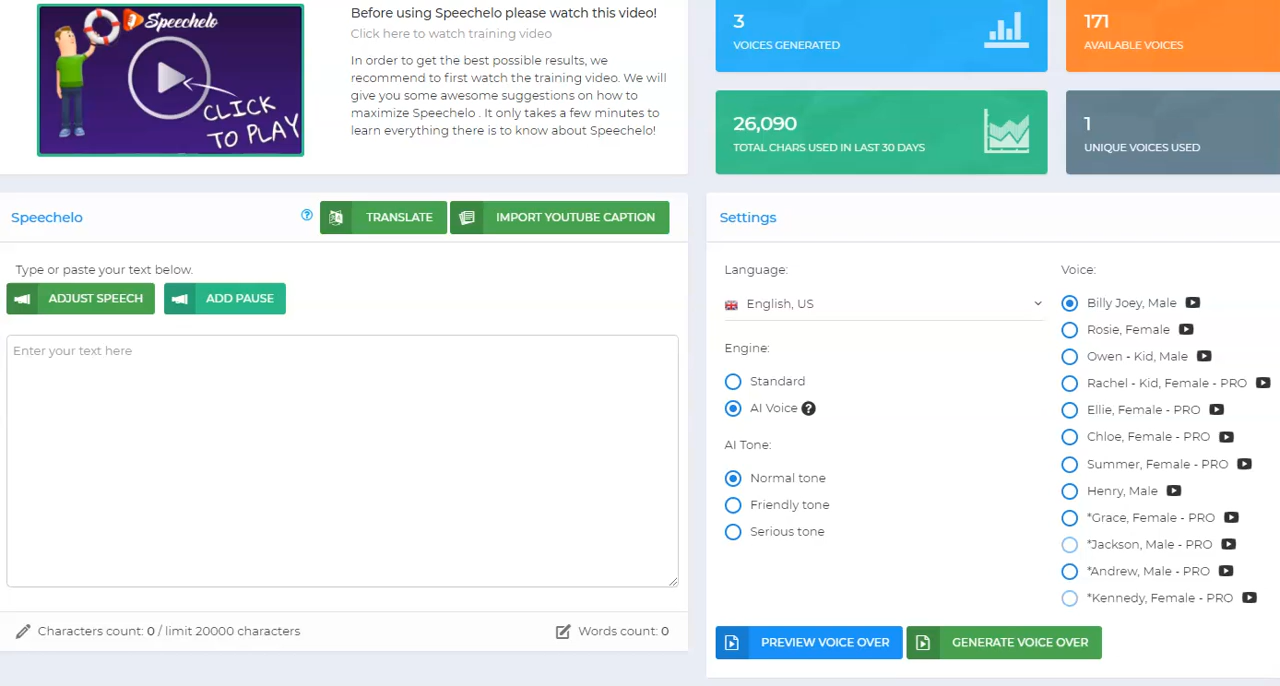 Speechelo
CLICK
TO PLAY
Before using Speechelo please watch this video!
Click here to watch training video
In order to get the best possible results, we
recommend to first watch the training video. We will
give you some awesome suggestions on how to
maximize Speechelo . It only takes a few minutes to
learn everything there is to know about Speechelo!
3
VOICES GENERATED
171
AVAILABLE VOICES
26,090
TOTAL CHARS USED IN LAST 30 DAYS
1
UNIQUE VOICES USED
Speechelo
TRANSLATE
IMPORT YOUTUBE CAPTION
Type or paste your text below.
ADJUST SPEECH
ADD PAUSE
Enter your text here
Characters count: 0 / limit 20000 characters
Words count: 0
Settings
Language:
English, US
Engine:
Standard
AI Voice
AI Tone:
Normal tone
Friendly tone
Serious tone
Voice:
Billy Joey, Male
Rosie, Female
Owen - Kid, Male
Rachel - Kid, Female - PRO
Ellie, Female - PRO
Chloe, Female - PRO
Summer, Female - PRO
Henry, Male
*Grace, Female - PRO
*Jackson, Male - PRO
*Andrew, Male - PRO
*Kennedy, Female - PRO
PREVIEW VOICE OVER
GENERATE VOICE OVER